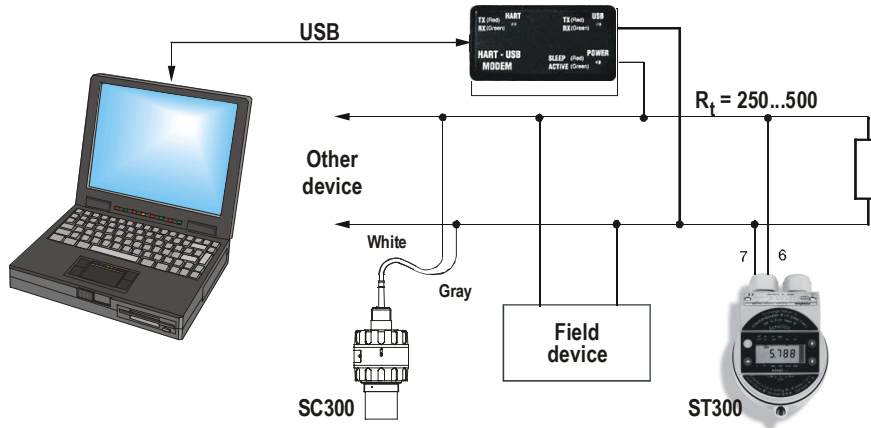 USB
TX (Red) HART
RX (Green)
TX (Red) USB
RX (Green)
HART - USB
MODEM
SLEEP (Red) POWER
ACTIVE (Green)
Rt = 250...500
Other
device
White
Gray
7 6
Field
device
5.788
SC300
ST300